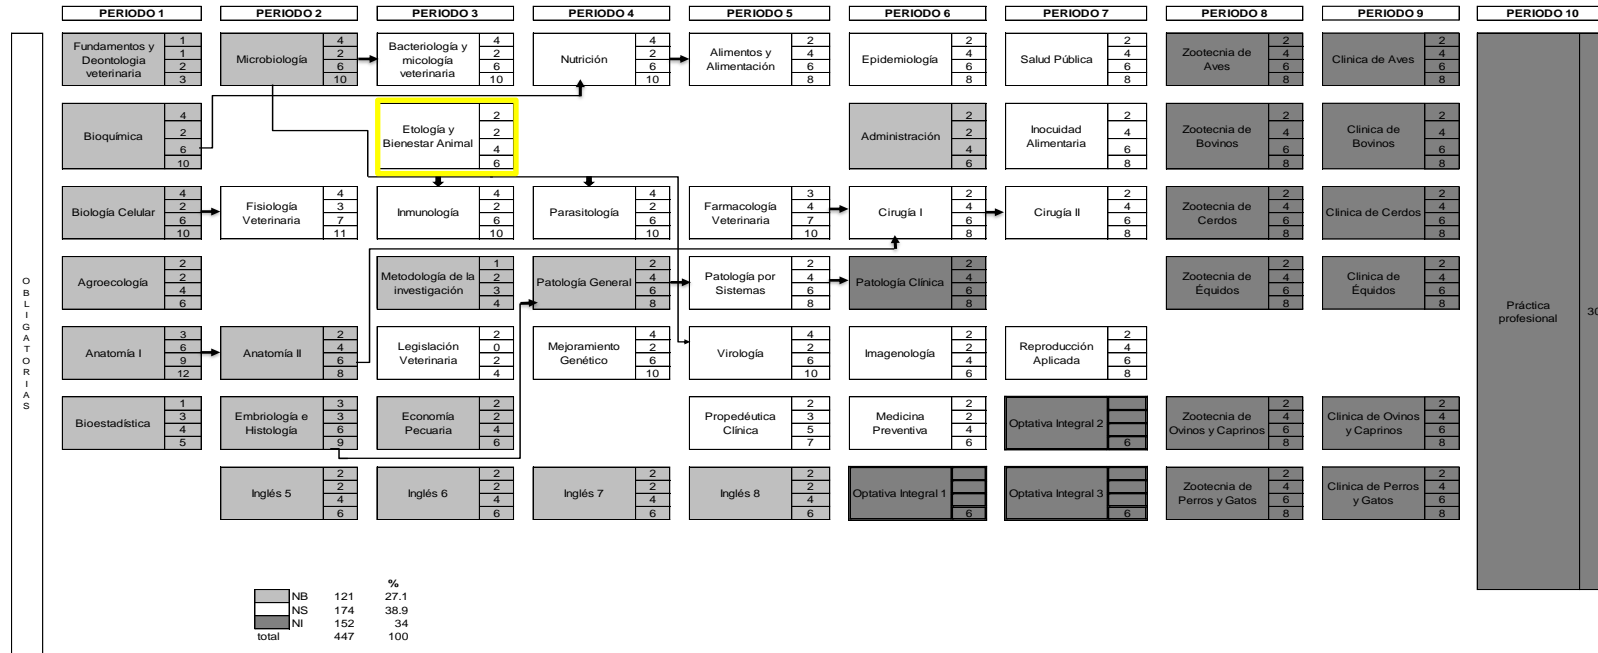 PERIODO 1 PERIODO 2 PERIODO 3 PERIODO 4 PERIODO 5 PERIODO 6 PERIODO 7 PERIODO 8 PERIODO 9 PERIODO 10
OBLIGATORIAS
Fundamentos y
Deontologia
veterinaria
1
1
2
3
Microbiología
4
2
6
10
Bacteriología y
micología
veterinaria
4
2
6
10
Nutrición
4
2
6
10
Alimentos y
Alimentación
2
4
6
8
Epidemiología
2
4
6
8
Salud Pública
2
4
6
8
Zootecnia de
Aves
2
4
6
8
Clinica de Aves
2
4
6
8
Bioquímica
4
2
6
10
Etología y
Bienestar Animal
2
2
4
6
Administración
2
2
4
6
Inocuidad
Alimentaria
2
4
6
8
Zootecnia de
Bovinos
2
4
6
8
Clinica de
Bovinos
2
4
6
8
Biología Celular
4
2
6
10
Fisiología
Veterinaria
4
3
7
11
Inmunología
4
2
6
10
Parasitología
4
2
6
10
Farmacología
Veterinaria
3
4
7
10
Cirugía I
2
4
6
8
Cirugía II
2
4
6
8
Zootecnia de
Cerdos
2
4
6
8
Clinica de Cerdos
2
4
6
8
Agroecología
2
2
4
6
Metodología de la
investigación
1
2
3
4
Patología General
2
4
6
8
Patología por
Sistemas
2
4
6
8
Patología Clínica
2
4
6
8
Zootecnia de
Équidos
2
4
6
8
Clinica de
Équidos
2
4
6
8
Práctica
profesional
30
Anatomía I
3
6
9
12
Anatomía II
2
4
6
8
Legislación
Veterinaria
2
0
2
4
Mejoramiento
Genético
4
2
6
10
Virología
4
2
6
10
Imagenología
2
2
4
6
Reproducción
Aplicada
2
4
6
8
Bioestadística
1
3
4
5
Embriología e
Histología
3
3
6
9
Economía
Pecuaria
2
2
4
6
Propedéutica
Clínica
2
3
5
7
Medicina
Preventiva
2
2
4
6
Optativa Integral 2
6
Zootecnia de
Ovinos y Caprinos
2
4
6
8
Clinica de Ovinos
y Caprinos
2
4
6
8
Inglés 5
2
2
4
6
Inglés 6
2
2
4
6
Inglés 7
2
2
4
6
Inglés 8
2
2
4
6
Optativa Integral 1
6
Optativa Integral 3
6
Zootecnia de
Perros y Gatos
2
4
6
8
Clinica de Perros
y Gatos
2
4
6
8
%
NB 121 27.1
NS 174 38.9
NI 152 34
total 447 100